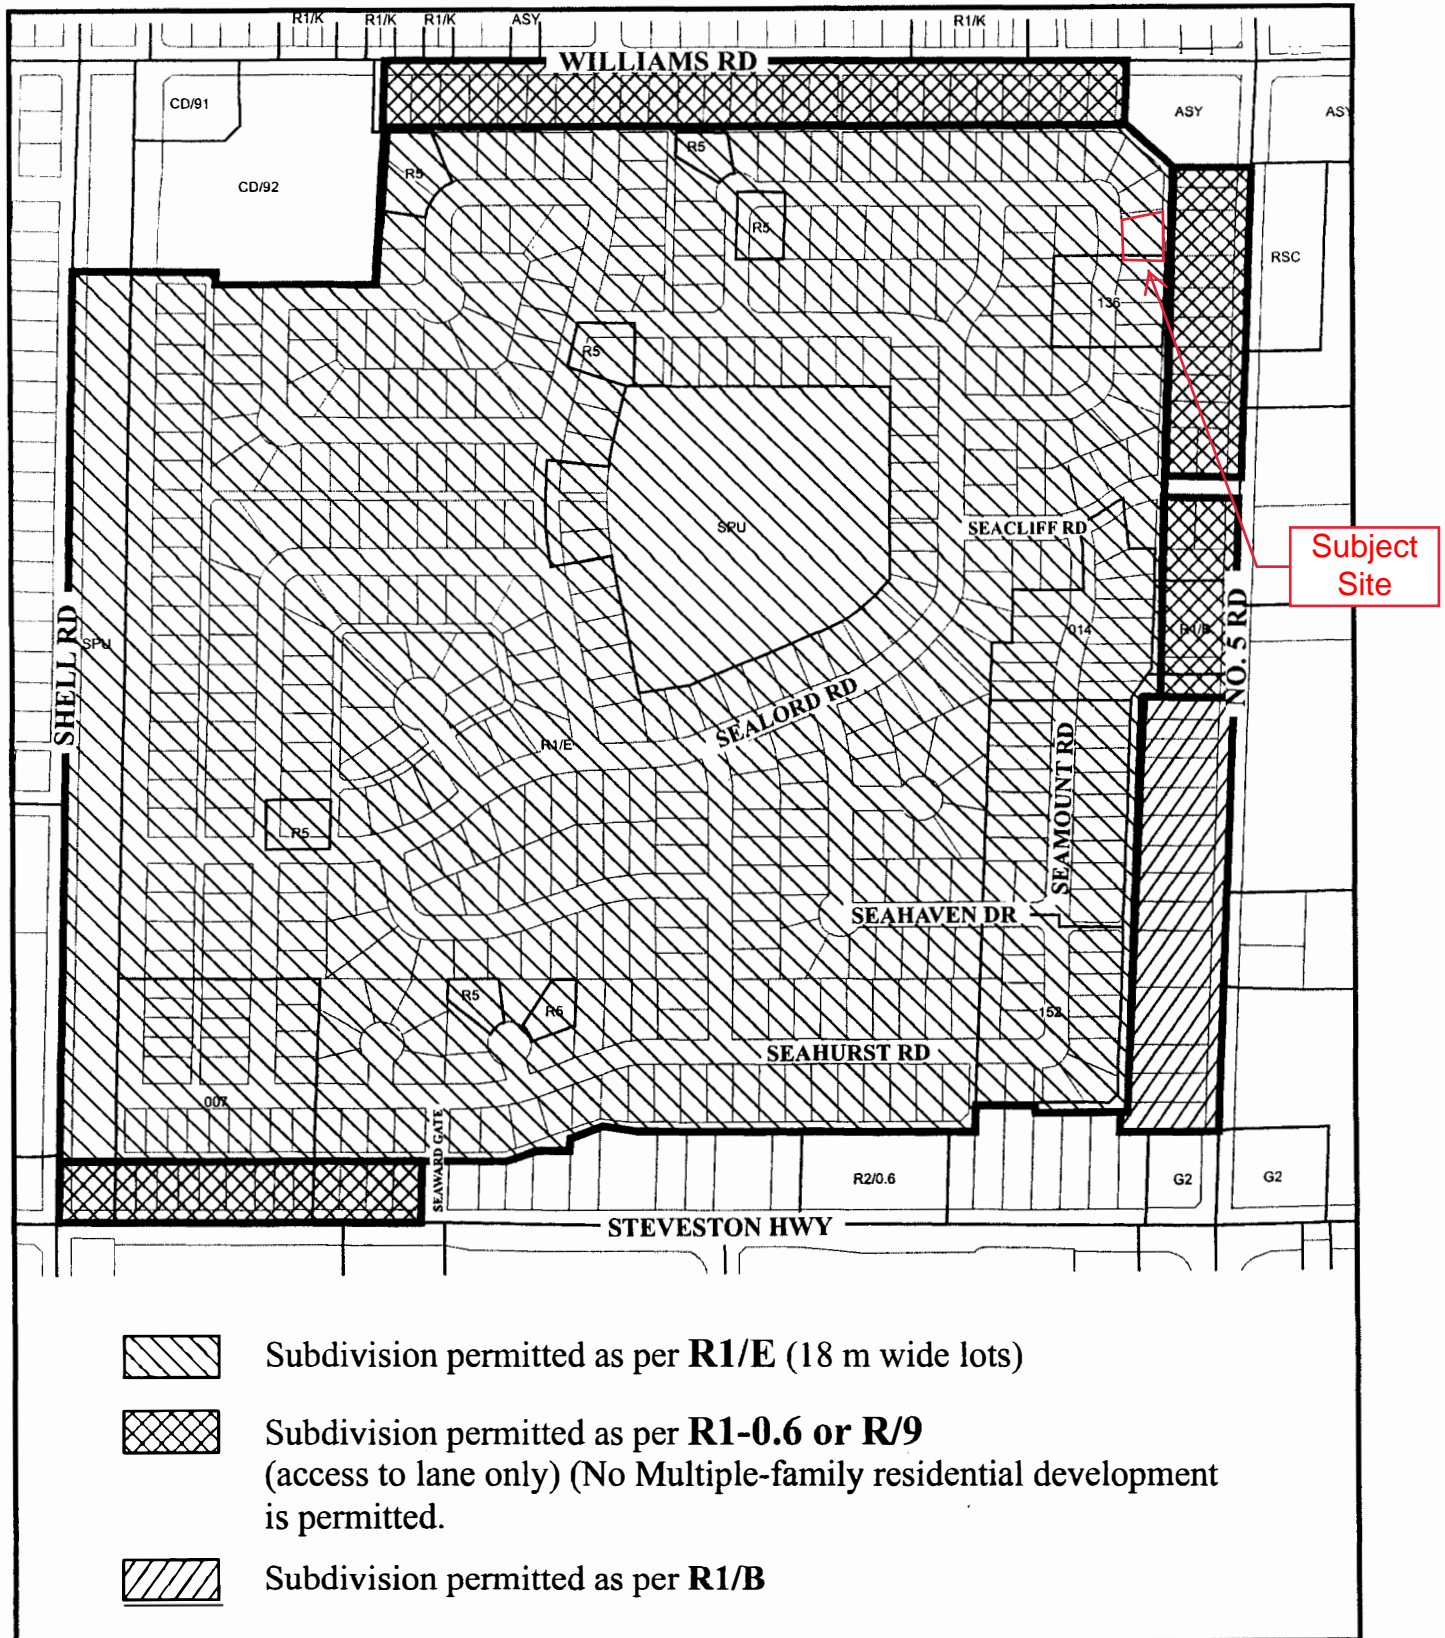 R1/K
R1/K
R1/K
ASY
R1/K
WILLIAMS RD
CD/91
ASY
ASY
R5
R5
CD/92
R5
RSC
136
R5
SPU
SEACLIFF RD
Subject
Site
SHELL RD
SPU
014
R1/B
NO. 5 RD
SEALORD RD
R1/E
SEAMOUNT RD
R5
SEAHAVEN DR
R5
R5
152
SEAHURST RD
007
SEAWARD GATE
R2/0.6
G2
G2
STEVESTON HWY
Subdivision permitted as per R1/E (18 m wide lots)
Subdivision permitted as per R1-0.6 or R/9
(access to lane only) (No Multiple-family residential development
is permitted.
Subdivision permitted as per R1/B